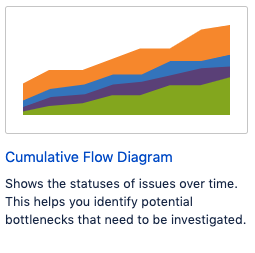 Cumulative Flow Diagram
Shows the statuses of issues over time.
This helps you identify potential
bottlenecks that need to be investigated.